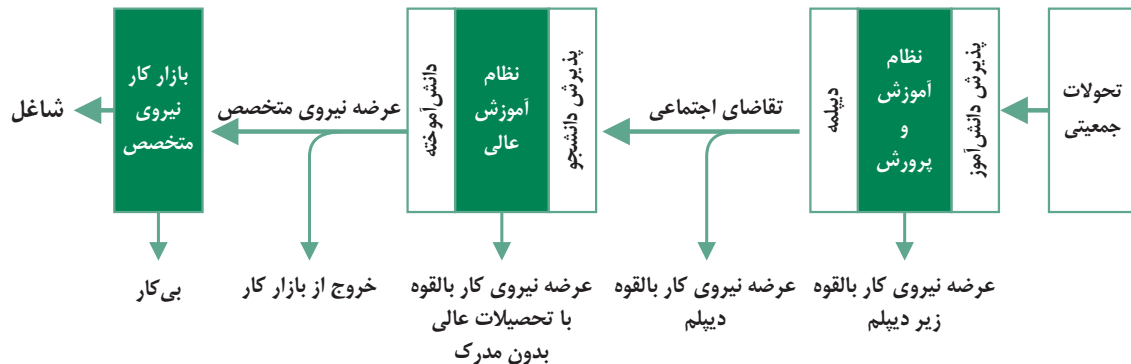 تحولات
جمعیتی
پذیرش دانش‌آموز
نظام
آموزش
و
پرورش
دیپلمه
تقاضای اجتماعی
پذیرش دانشجو
نظام
آموزش
عالی
دانش‌آموخته
عرضه نیروی متخصص
بازار کار
نیروی
متخصص
شاغل
عرضه نیروی کار بالقوه
زیر دیپلم
عرضه نیروی کار بالقوه
دیپلم
عرضه نیروی کار بالقوه
با تحصیلات عالی
بدون مدرک
خروج از بازار کار
بی‌کار